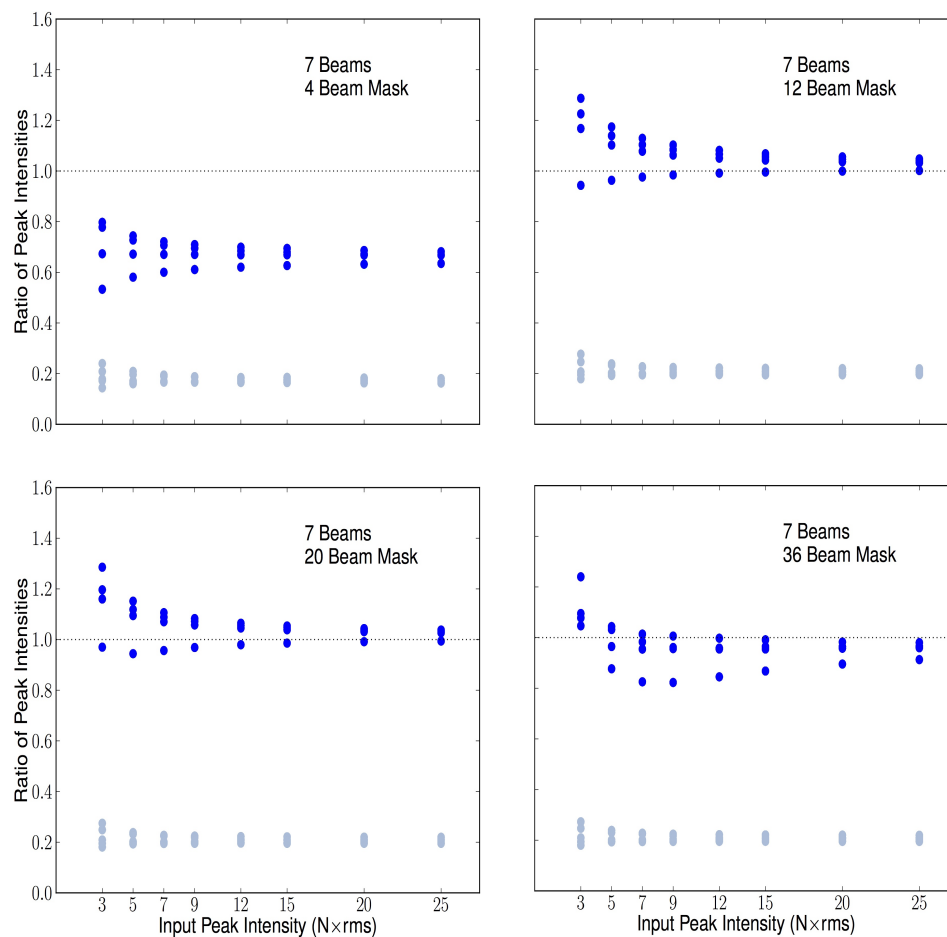 1.6
1.4
1.2
1.0
0.8
0.6
0.4
0.2
0.0
Ratio of Peak Intensities
7 Beams
4 Beam Mask
7 Beams
12 Beam Mask
1.6
1.4
1.2
1.0
0.8
0.6
0.4
0.2
0.0
Ratio of Peak Intensities
7 Beams
20 Beam Mask
3 5 7 9 12 15 20 25
Input Peak Intensity (N×rms)
7 Beams
36 Beam Mask
3 5 7 9 12 15 20 25
Input Peak Intensity (N×rms)